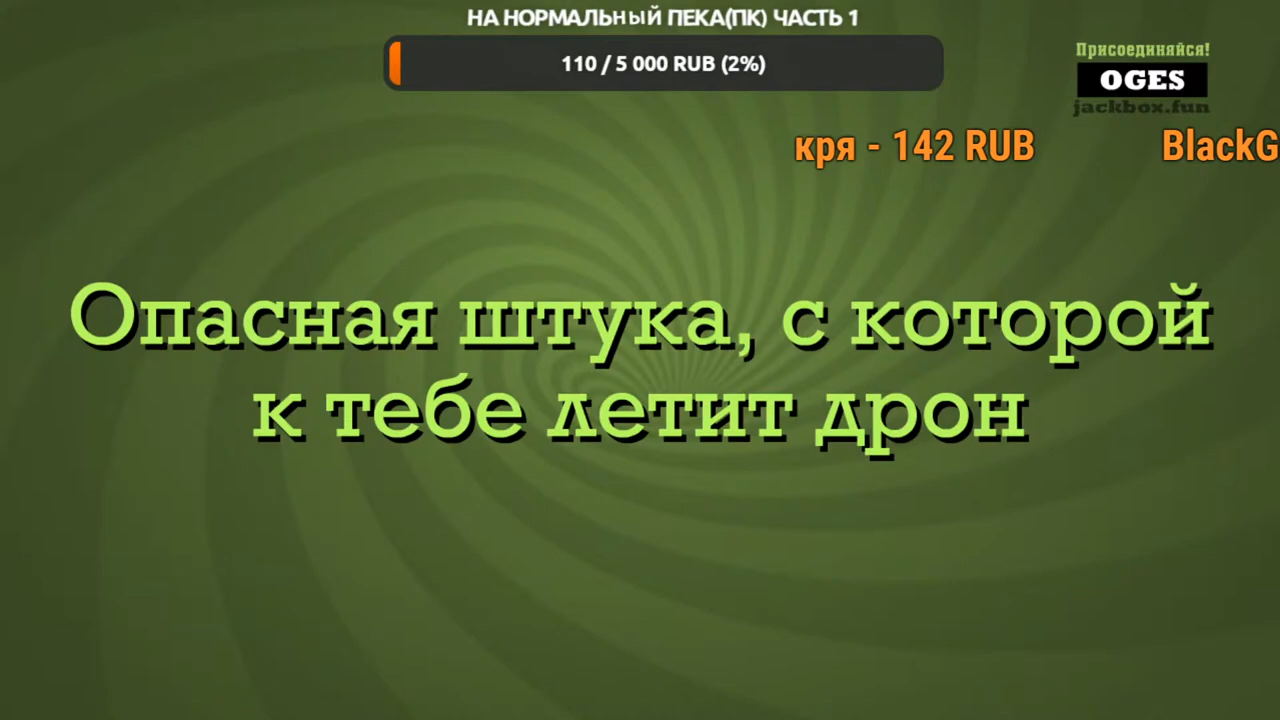 НА НОРМАЛЬНЫЙ ПЕКА(ПК) ЧАСТЬ 1
110 / 5 000 RUB (2%)
Присоединяйся!
OGES
jackbox.fun
кря - 142 RUB BlackG
Опасная штука, с которой
к тебе летит дрон